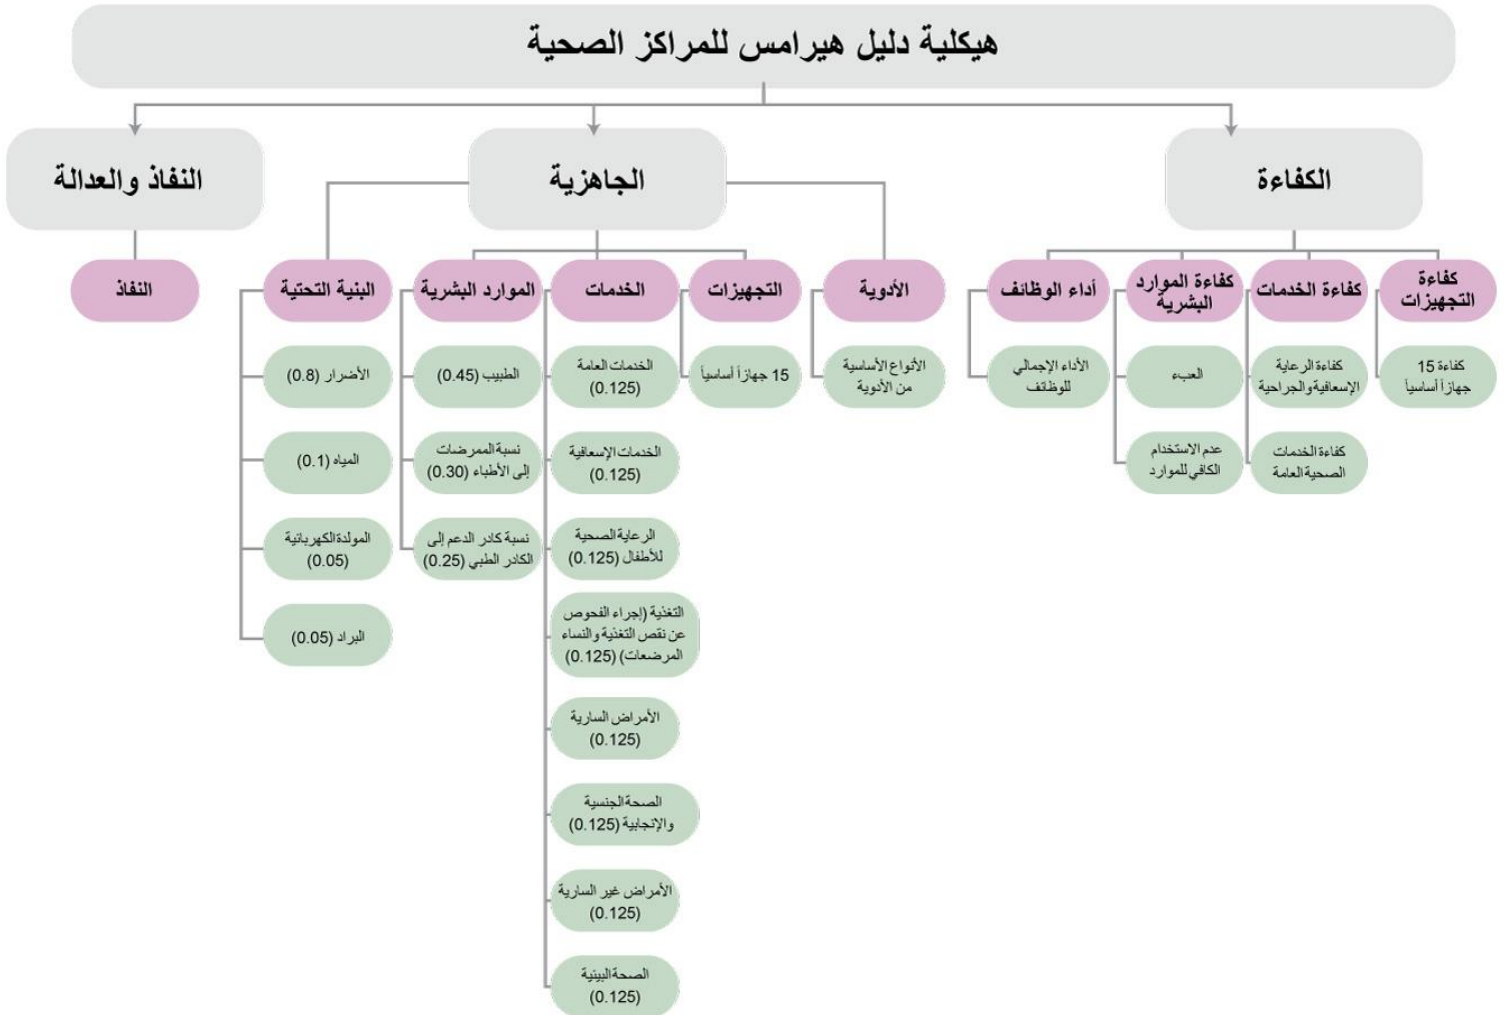 هيكلية دليل هيرامس للمراكز الصحية
الكفاءة
الجاهزية
النفاذ والعدالة
كفاءة
التجهيزات
كفاءة الخدمات
كفاءة الموارد
البشرية
أداء الوظائف
الأدوية
التجهيزات
الخدمات
الموارد البشرية
البنية التحتية
النفاذ
كفاءة 15
جهازاً أساسياً
كفاءة الرعاية
الإسعافية والجراحية
كفاءة الخدمات
الصحية العامة
العبء
عدم الاستخدام
الكافي للموارد
الأداء الإجمالي
للوظائف
الأنواع الأساسية
من الأدوية
15 جهازاً أساسياً
الخدمات العامة
(0.125)
الخدمات الإسعافية
(0.125)
الرعاية الصحية
للأطفال (0.125)
التغذية (إجراء الفحوص
عن نقص التغذية والنساء
المرضعات) (0.125)
الأمراض السارية
(0.125)
الصحة الجنسية
والإنجابية (0.125)
الأمراض غير السارية
(0.125)
الصحة البيئية
(0.125)
الطبيب (0.45)
نسبة الممرضات
إلى الأطباء (0.30)
نسبة كادر الدعم إلى
الكادر الطبي (0.25)
الأضرار (0.8)
المياه (0.1)
المولدة الكهربائية
(0.05)
البراد (0.05)